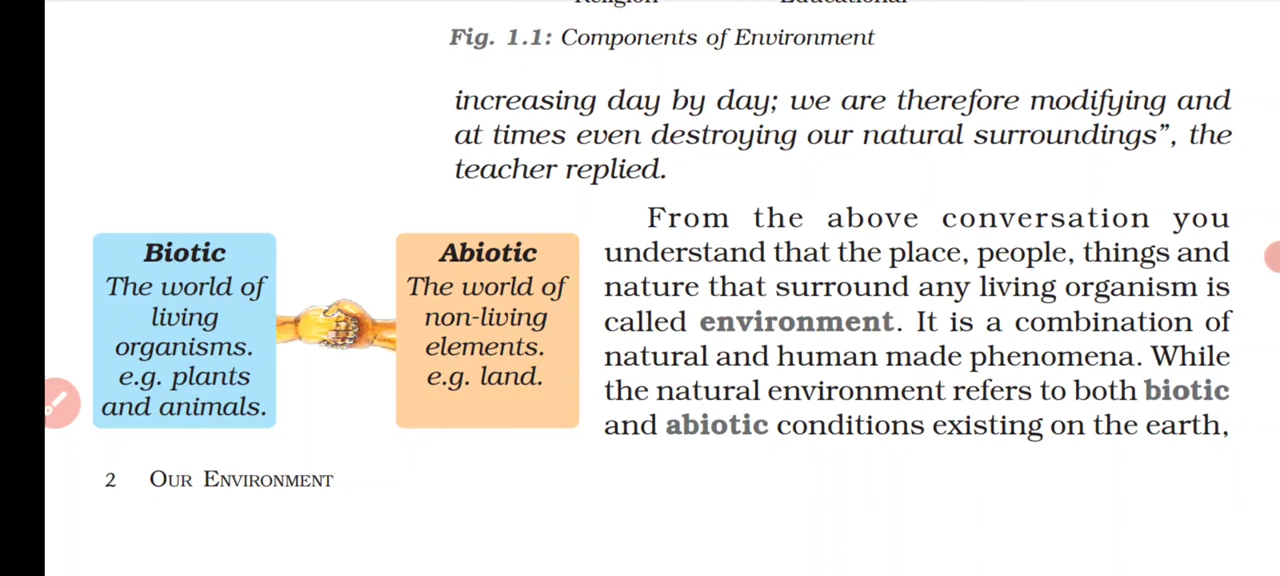 Fig. 1.1: Components of Environment
increasing day by day; we are therefore modifying and
at times even destroying our natural surroundings”, the
teacher replied.
From the above conversation you
understand that the place, people, things and
nature that surround any living organism is
called environment. It is a combination of
natural and human made phenomena. While
the natural environment refers to both biotic
and abiotic conditions existing on the earth,
Biotic
The world of
living
organisms.
e.g. plants
and animals.
Abiotic
The world of
non-living
elements.
e.g. land.
2 OUR ENVIRONMENT